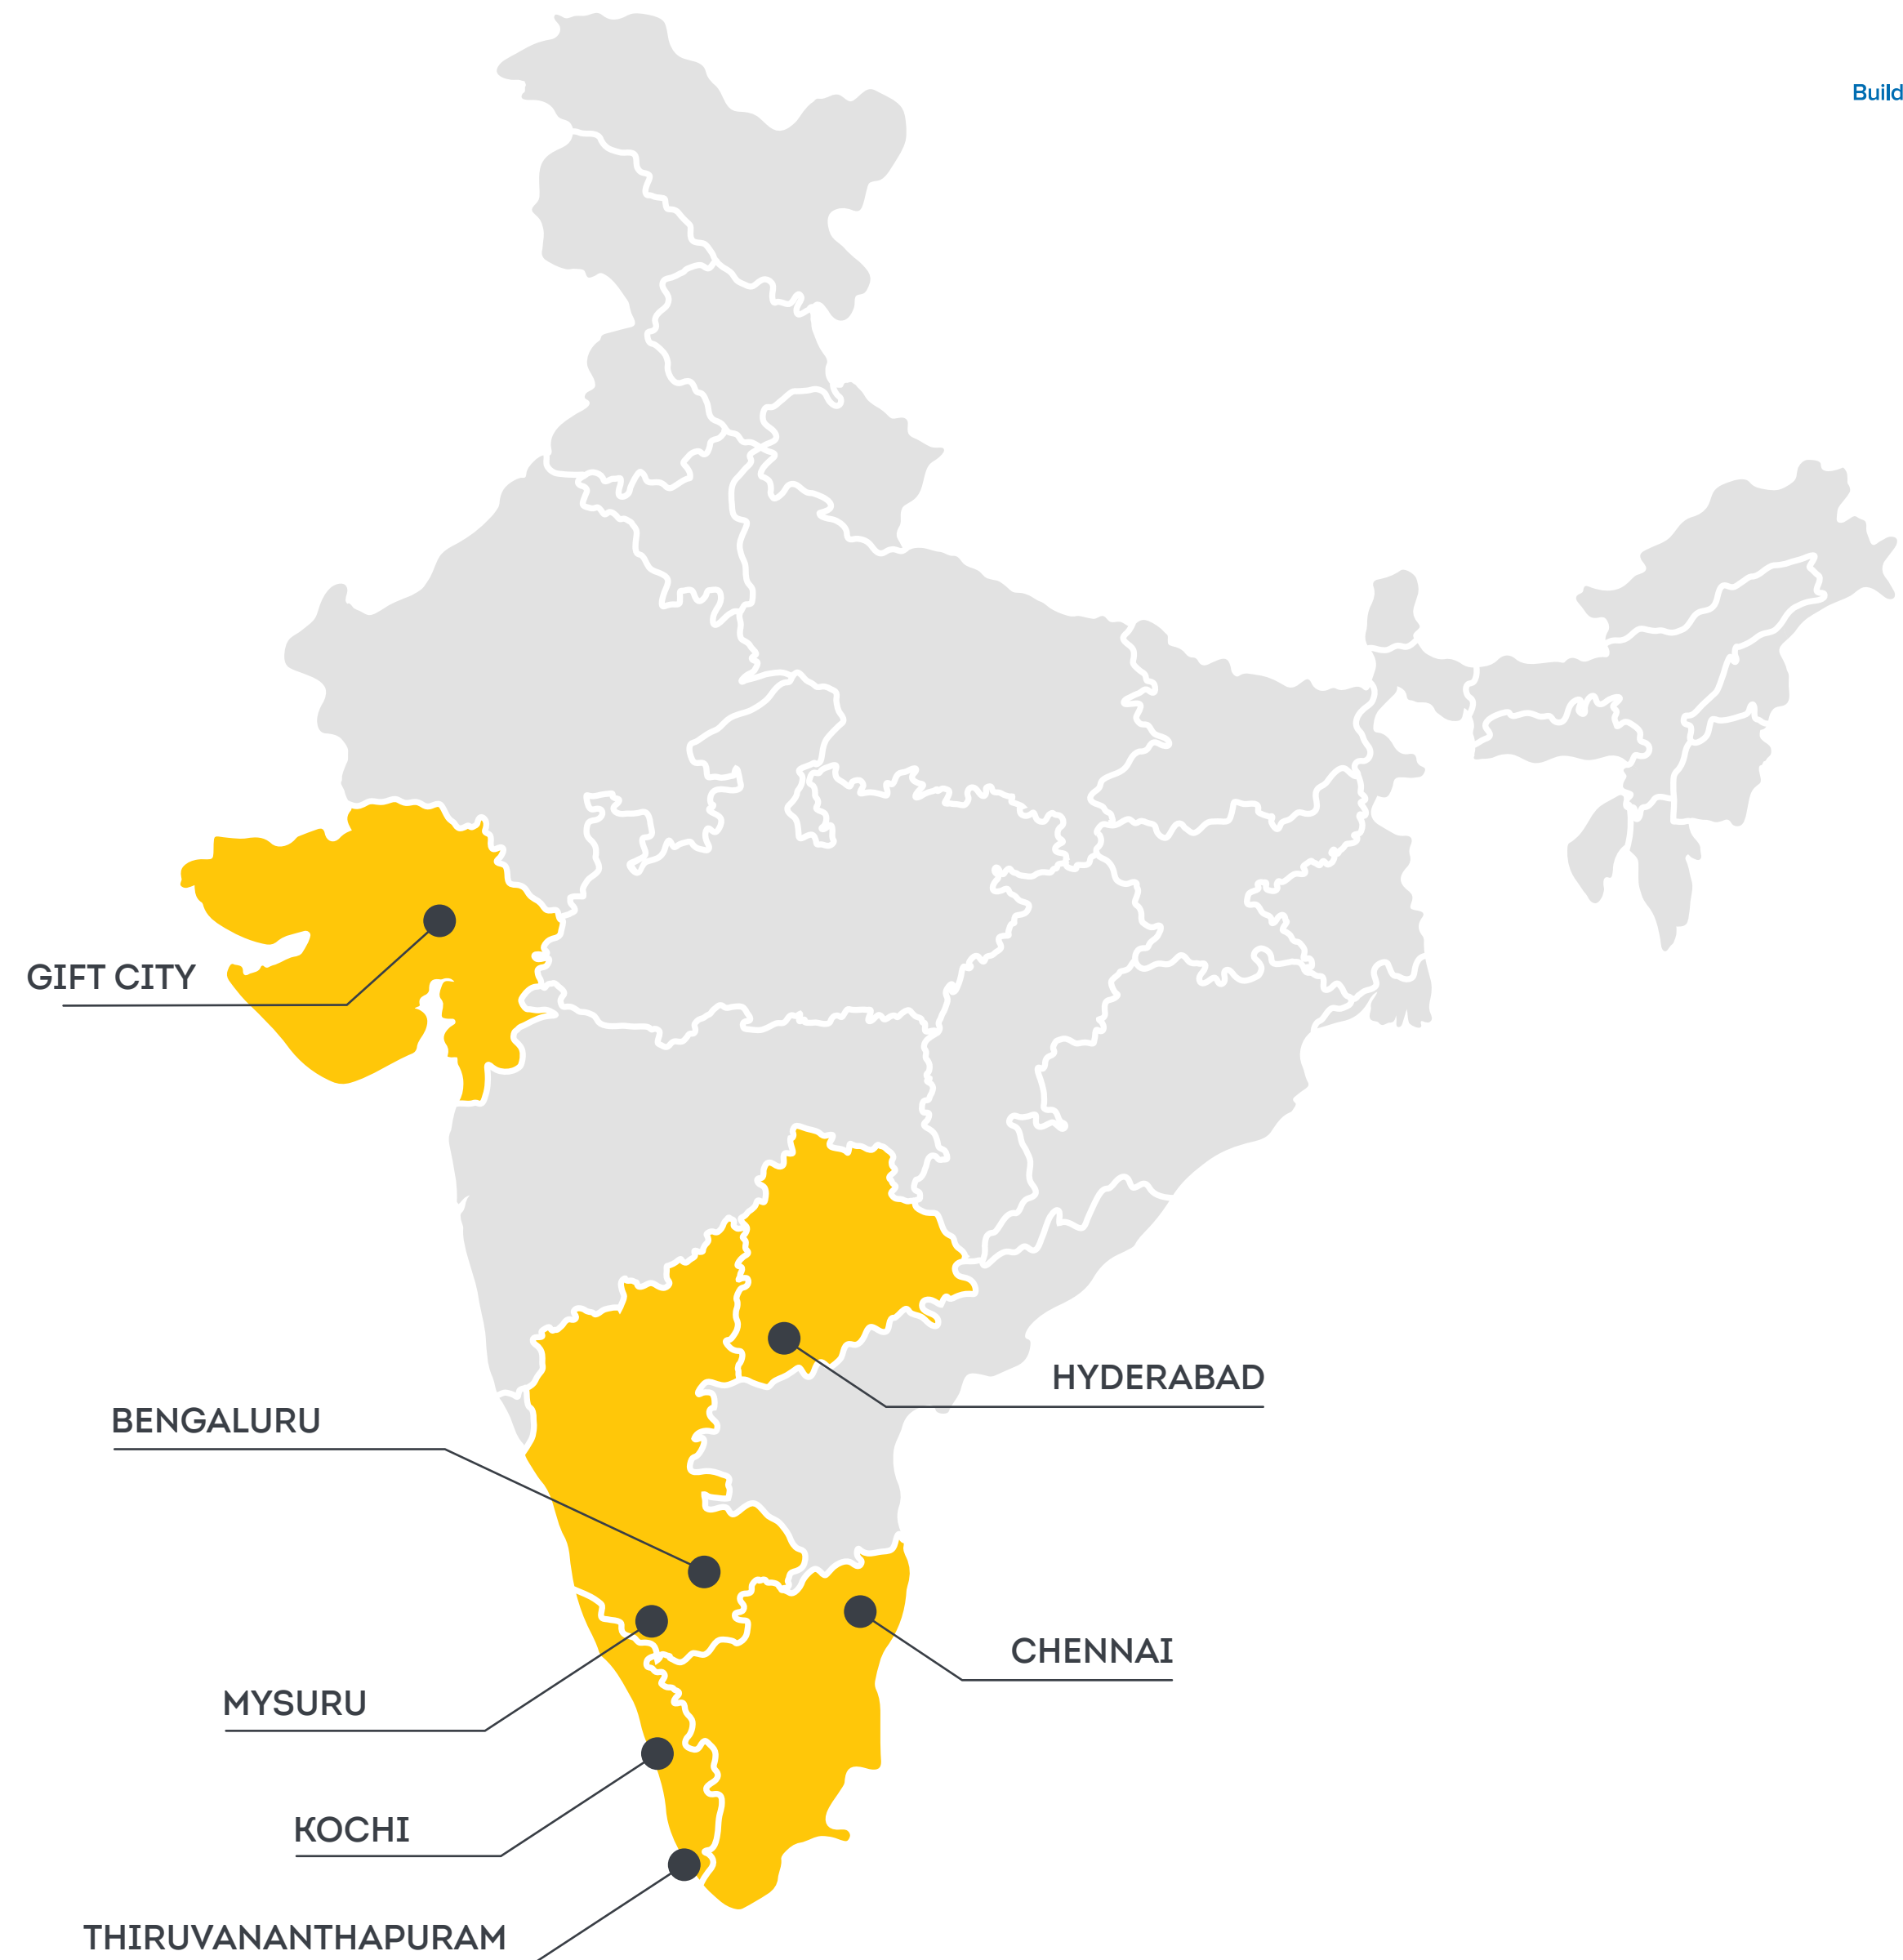 Build
GIFT CITY
HYDERABAD
BENGALURU
CHENNAI
MYSURU
KOCHI
THIRUVANANTHAPURAM